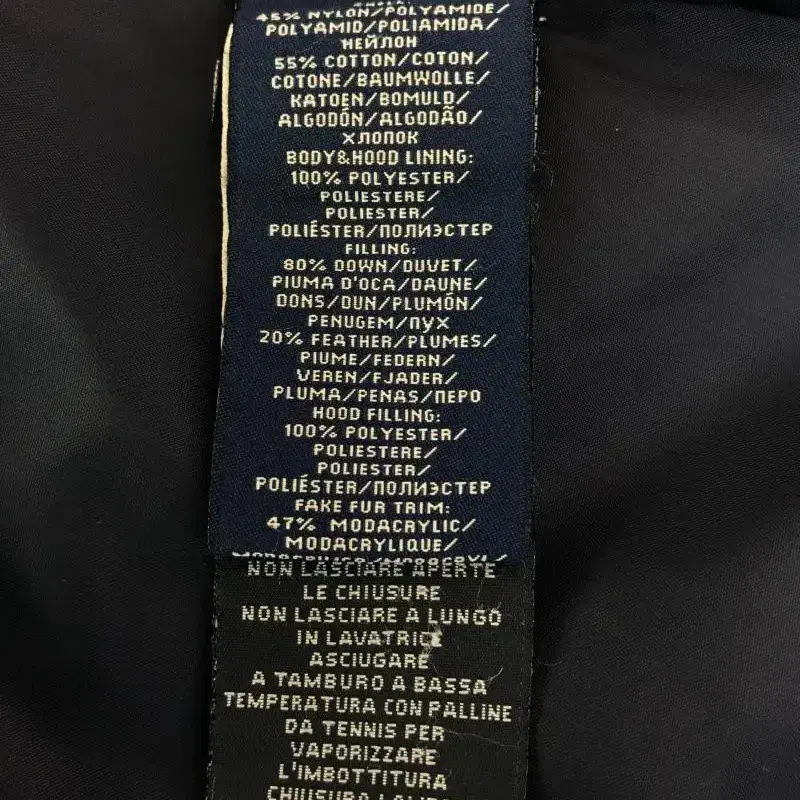 45% NYLON/POLYAMIDE/
POLYAMID/POLIAMIDA/
НЕЙЛОН
55% COTTON/COTON/
COTONE/BAUMWOLLE/
KATOEN/BOMULD/
ALGODÓN/ALGODÃO/
ХЛОПОК
BODY&HOOD LINING:
100% POLYESTER/
POLIESTERE/
POLIESTER/
POLIÉSTER/ПОЛИЭСТЕР
FILLING:
80% DOWN/DUVET/
PIUMA D'OCA/DAUNE/
DONS/DUN/PLUMÓN/
PENUGEM/ПУХ
20% FEATHER/PLUMES/
PIUME/FEDERN/
VEREN/FJADER/
PLUMA/PENAS/ПЕРО
HOOD FILLING:
100% POLYESTER/
POLIESTERE/
POLIESTER/
POLIÉSTER/ПОЛИЭСТЕР
FAKE FUR TRIM:
47% MODACRYLIC/
MODACRYLIQUE/
NON LASCIARE APERTE
LE CHIUSURE
NON LASCIARE A LUNGO
IN LAVATRICE
ASCIUGARE
A TAMBURO A BASSA
TEMPERATURA CON PALLINE
DA TENNIS PER
VAPORIZZARE
L'IMBOTTITURA